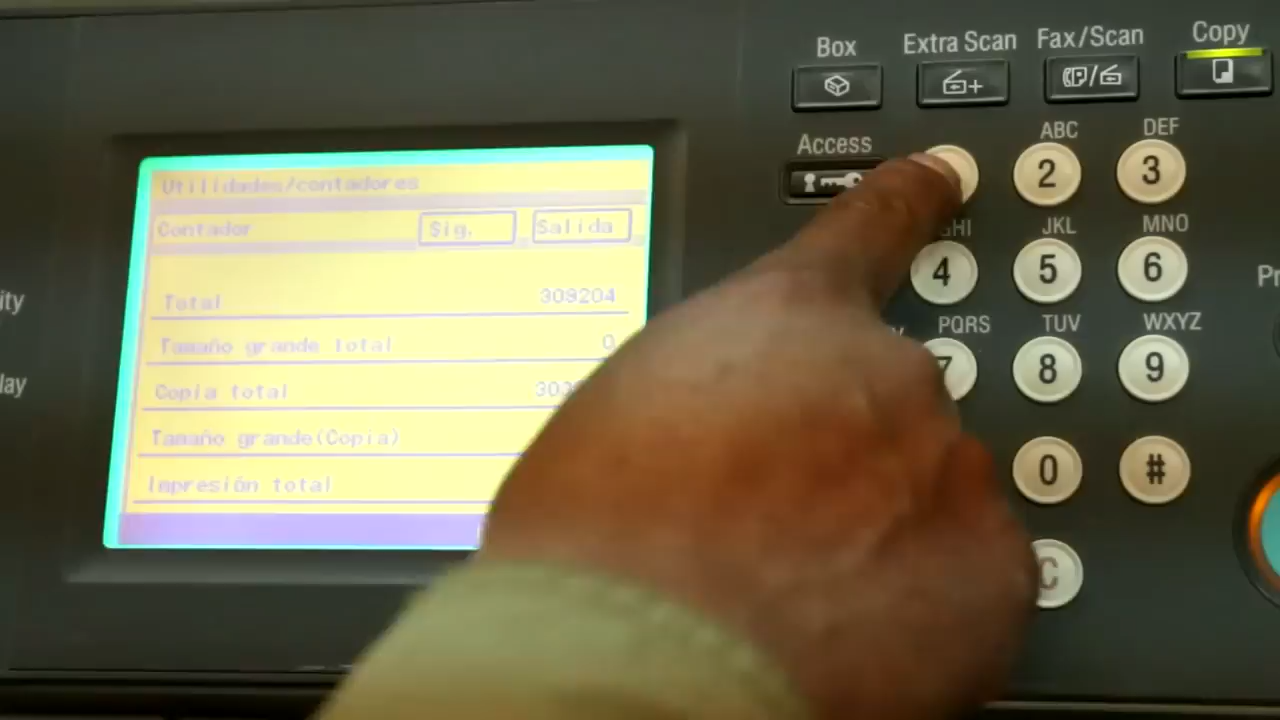 Box
Extra Scan
Fax/Scan
Copy
Access
ABC
DEF
2
3
GHI
JKL
MNO
4
5
6
PQRS
TUV
WXYZ
7
8
9
0
#
C
Utilidades/contadores
Contador
Sig.
Salida
Total
309204
Tamaño grande total
0
Copia total
Tamaño grande(Copia)
Impresión total